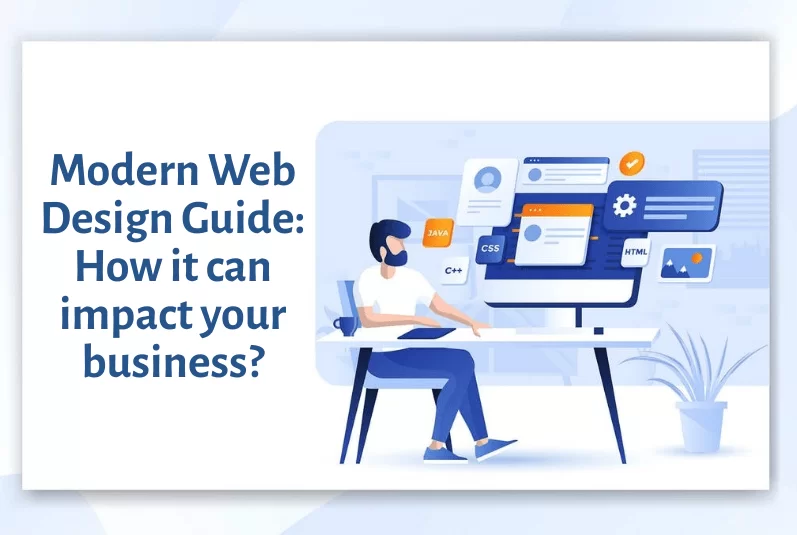 Modern Web
Design Guide:
How it can
impact your
business?
JAVA
CSS
C++
HTML